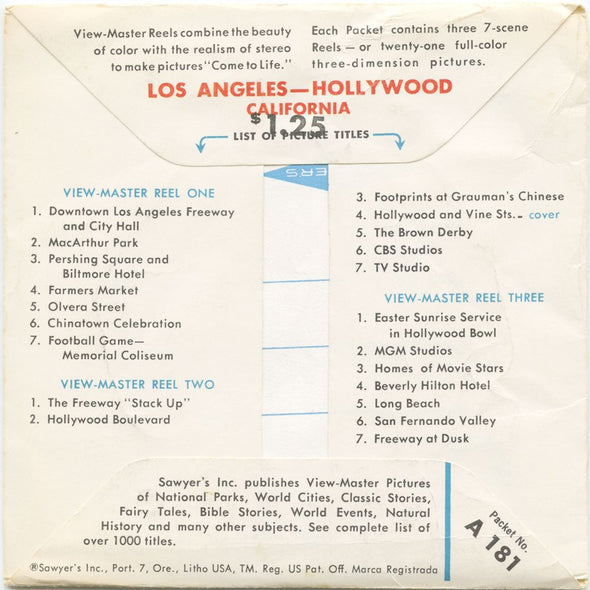 View-Master Reels combine the beauty
of color with the realism of stereo
to make pictures "Come to Life."
Each Packet contains three 7-scene
Reels — or twenty-one full-color
three-dimension pictures.
LOS ANGELES—HOLLYWOOD
CALIFORNIA
$1.25
LIST OF PICTURE TITLES
ERS
VIEW-MASTER REEL ONE
1. Downtown Los Angeles Freeway
and City Hall
2. MacArthur Park
3. Pershing Square and
Biltmore Hotel
4. Farmers Market
5. Olvera Street
6. Chinatown Celebration
7. Football Game—
Memorial Coliseum
VIEW-MASTER REEL TWO
1. The Freeway "Stack Up"
2. Hollywood Boulevard
3. Footprints at Grauman's Chinese
4. Hollywood and Vine Sts.- cover
5. The Brown Derby
6. CBS Studios
7. TV Studio
VIEW-MASTER REEL THREE
1. Easter Sunrise Service
in Hollywood Bowl
2. MGM Studios
3. Homes of Movie Stars
4. Beverly Hilton Hotel
5. Long Beach
6. San Fernando Valley
7. Freeway at Dusk
Sawyer's Inc. publishes View-Master Pictures
of National Parks, World Cities, Classic Stories,
Fairy Tales, Bible Stories, World Events, Natural
History and many other subjects. See complete list of
over 1000 titles.
Packet No.
A 181
®Sawyer's Inc., Port. 7, Ore., Litho USA, TM. Reg. US Pat. Off. Marca Registrada